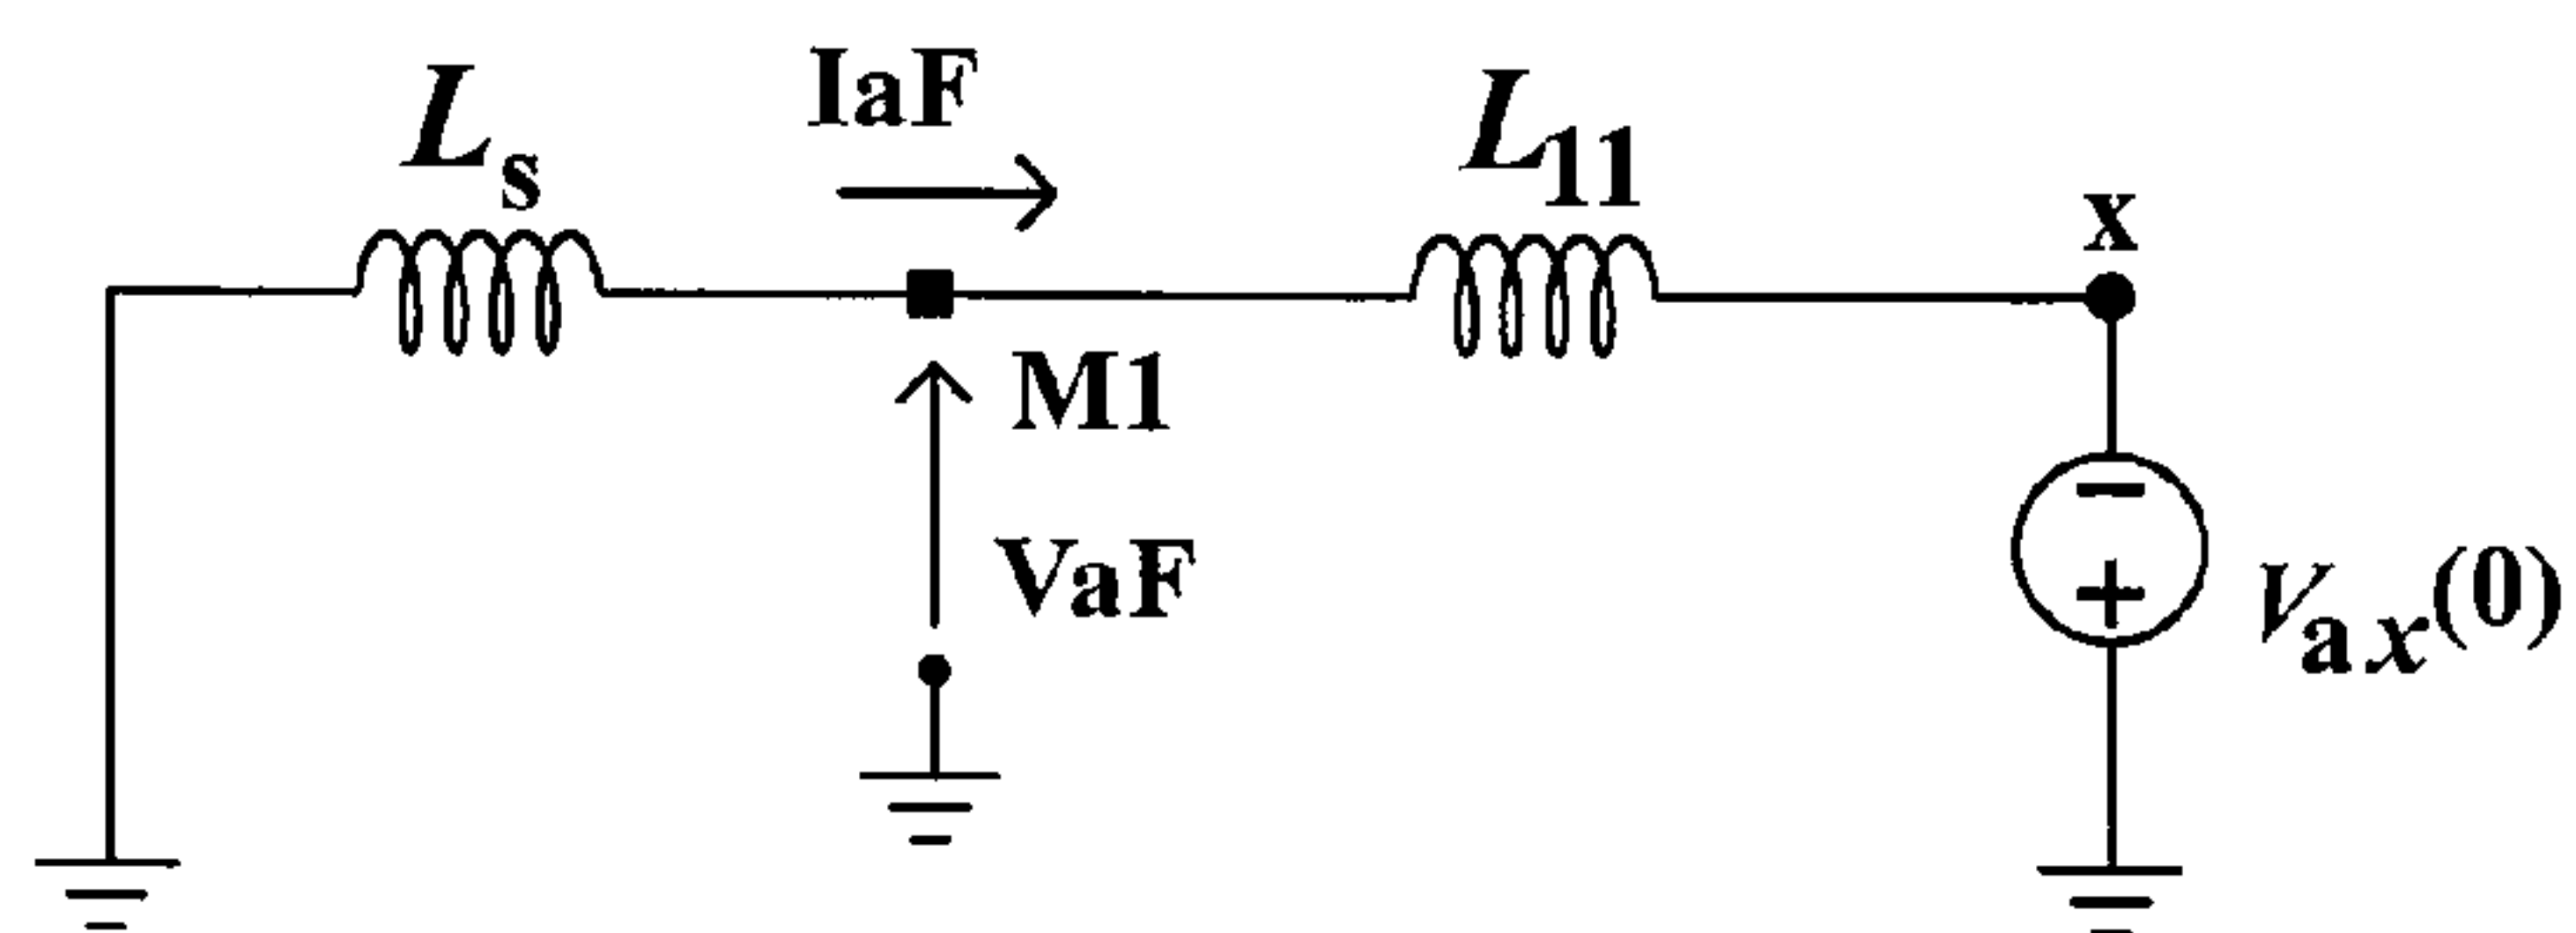 IaF
Ls
L11
x
M1
VaF
Vax(0)